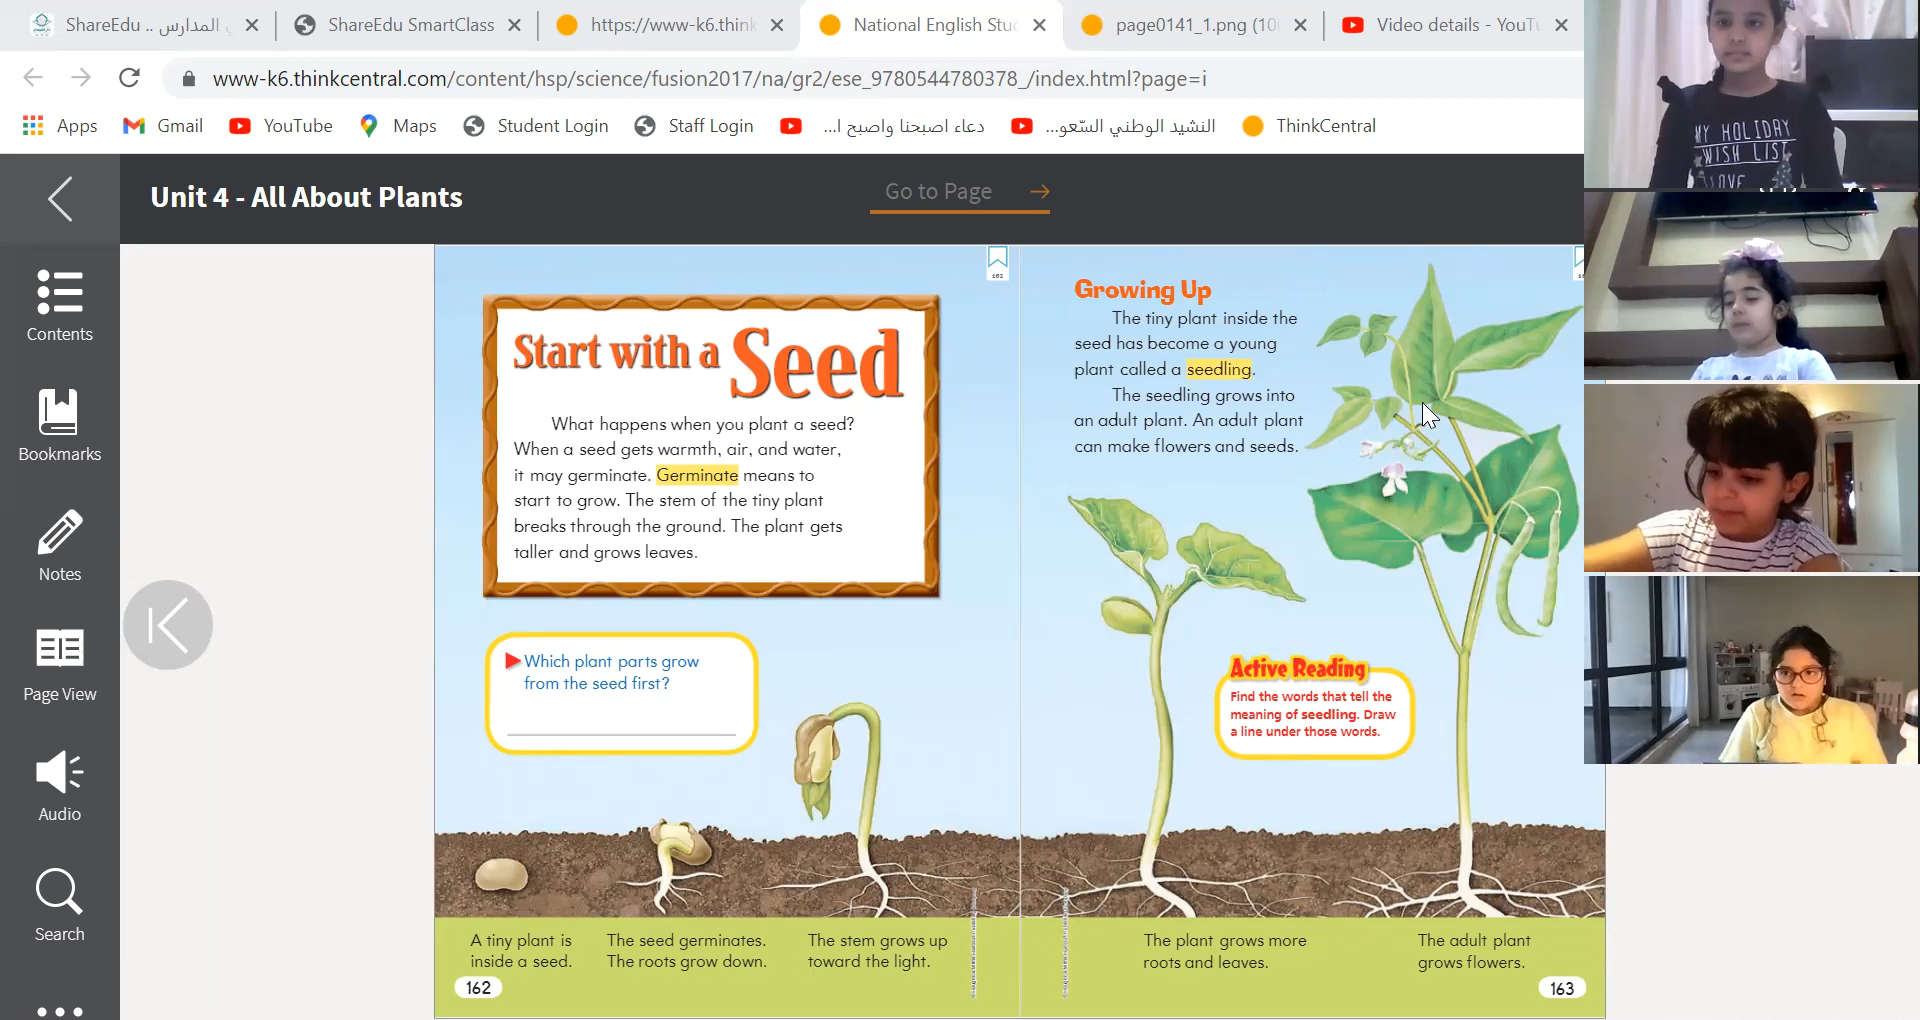 ShareEdu .. ي المدارس
ShareEdu SmartClass
https://www-k6.think
National English Stu
page0141_1.png (10
Video details - YouTu
www-k6.thinkcentral.com/content/hsp/science/fusion2017/na/gr2/ese_9780544780378_/index.html?page=i
Apps
Gmail
YouTube
Maps
Student Login
Staff Login
دعاء اصبحنا واصبح ا...
النشيد الوطني السّعو...
ThinkCentral
Unit 4 - All About Plants
Go to Page
Contents
Bookmarks
Notes
Page View
Audio
Search
162
Start with a Seed
What happens when you plant a seed?
When a seed gets warmth, air, and water,
it may germinate. Germinate means to
start to grow. The stem of the tiny plant
breaks through the ground. The plant gets
taller and grows leaves.
Which plant parts grow
from the seed first?
A tiny plant is
inside a seed.
The seed germinates.
The roots grow down.
The stem grows up
toward the light.
162
Growing Up
The tiny plant inside the
seed has become a young
plant called a seedling.
The seedling grows into
an adult plant. An adult plant
can make flowers and seeds.
Active Reading
Find the words that tell the
meaning of seedling. Draw
a line under those words.
The plant grows more
roots and leaves.
The adult plant
grows flowers.
163
MY HOLIDAY
WISH LIST
LOVE